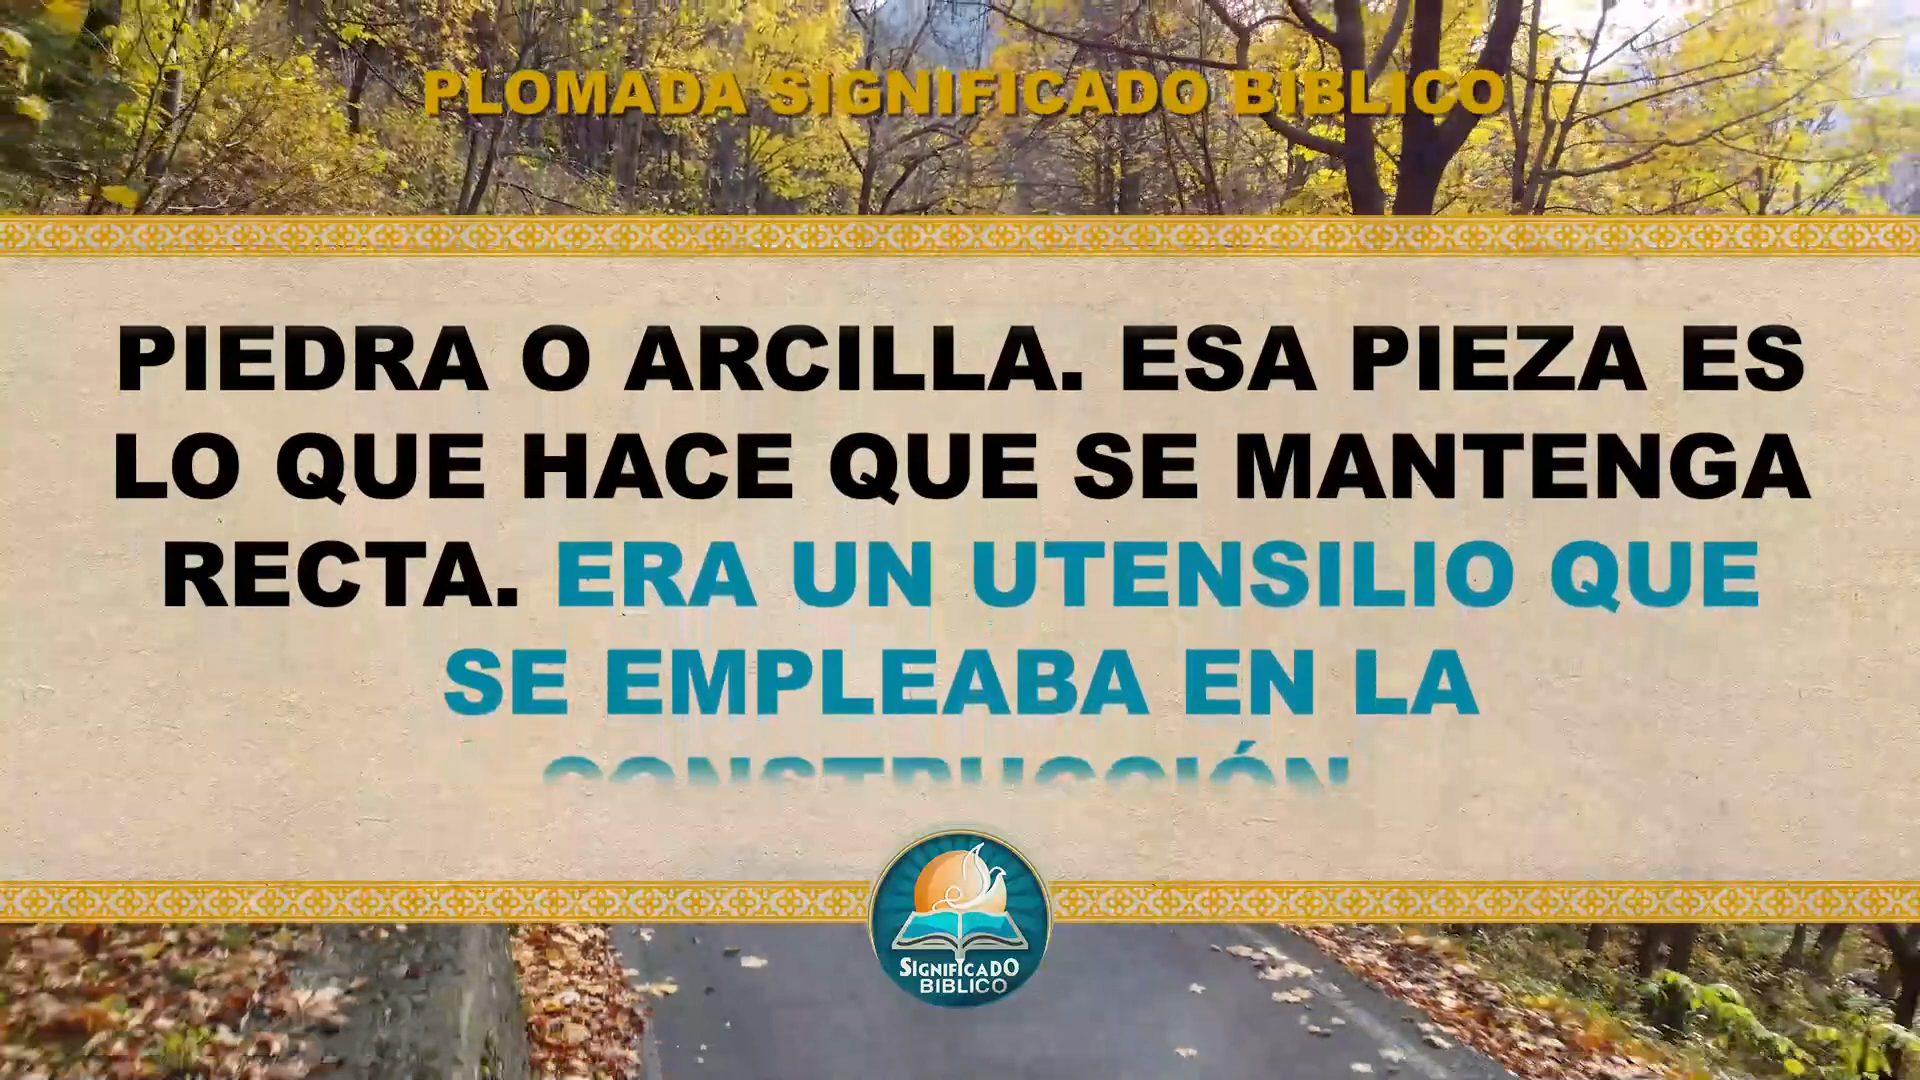 PLOMADA SIGNIFICADO BIBLICO
PIEDRA O ARCILLA. ESA PIEZA ES
LO QUE HACE QUE SE MANTENGA
RECTA. ERA UN UTENSILIO QUE
SE EMPLEABA EN LA
CONSTRUCCIÓN
SIGNIFICADO
BIBLICO